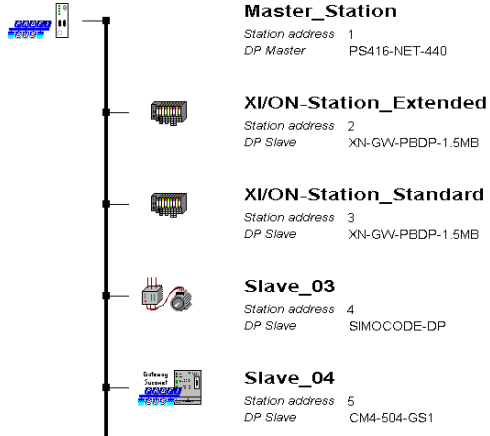 Master_Station
Station address 1
DP Master PS416-NET-440
XI/ON-Station_Extended
Station address 2
DP Slave XN-GW-PBDP-1.5MB
XI/ON-Station_Standard
Station address 3
DP Slave XN-GW-PBDP-1.5MB
Slave_03
Station address 4
DP Slave SIMOCODE-DP
Gateway
Suconet
Slave_04
Station address 5
DP Slave CM4-504-GS1